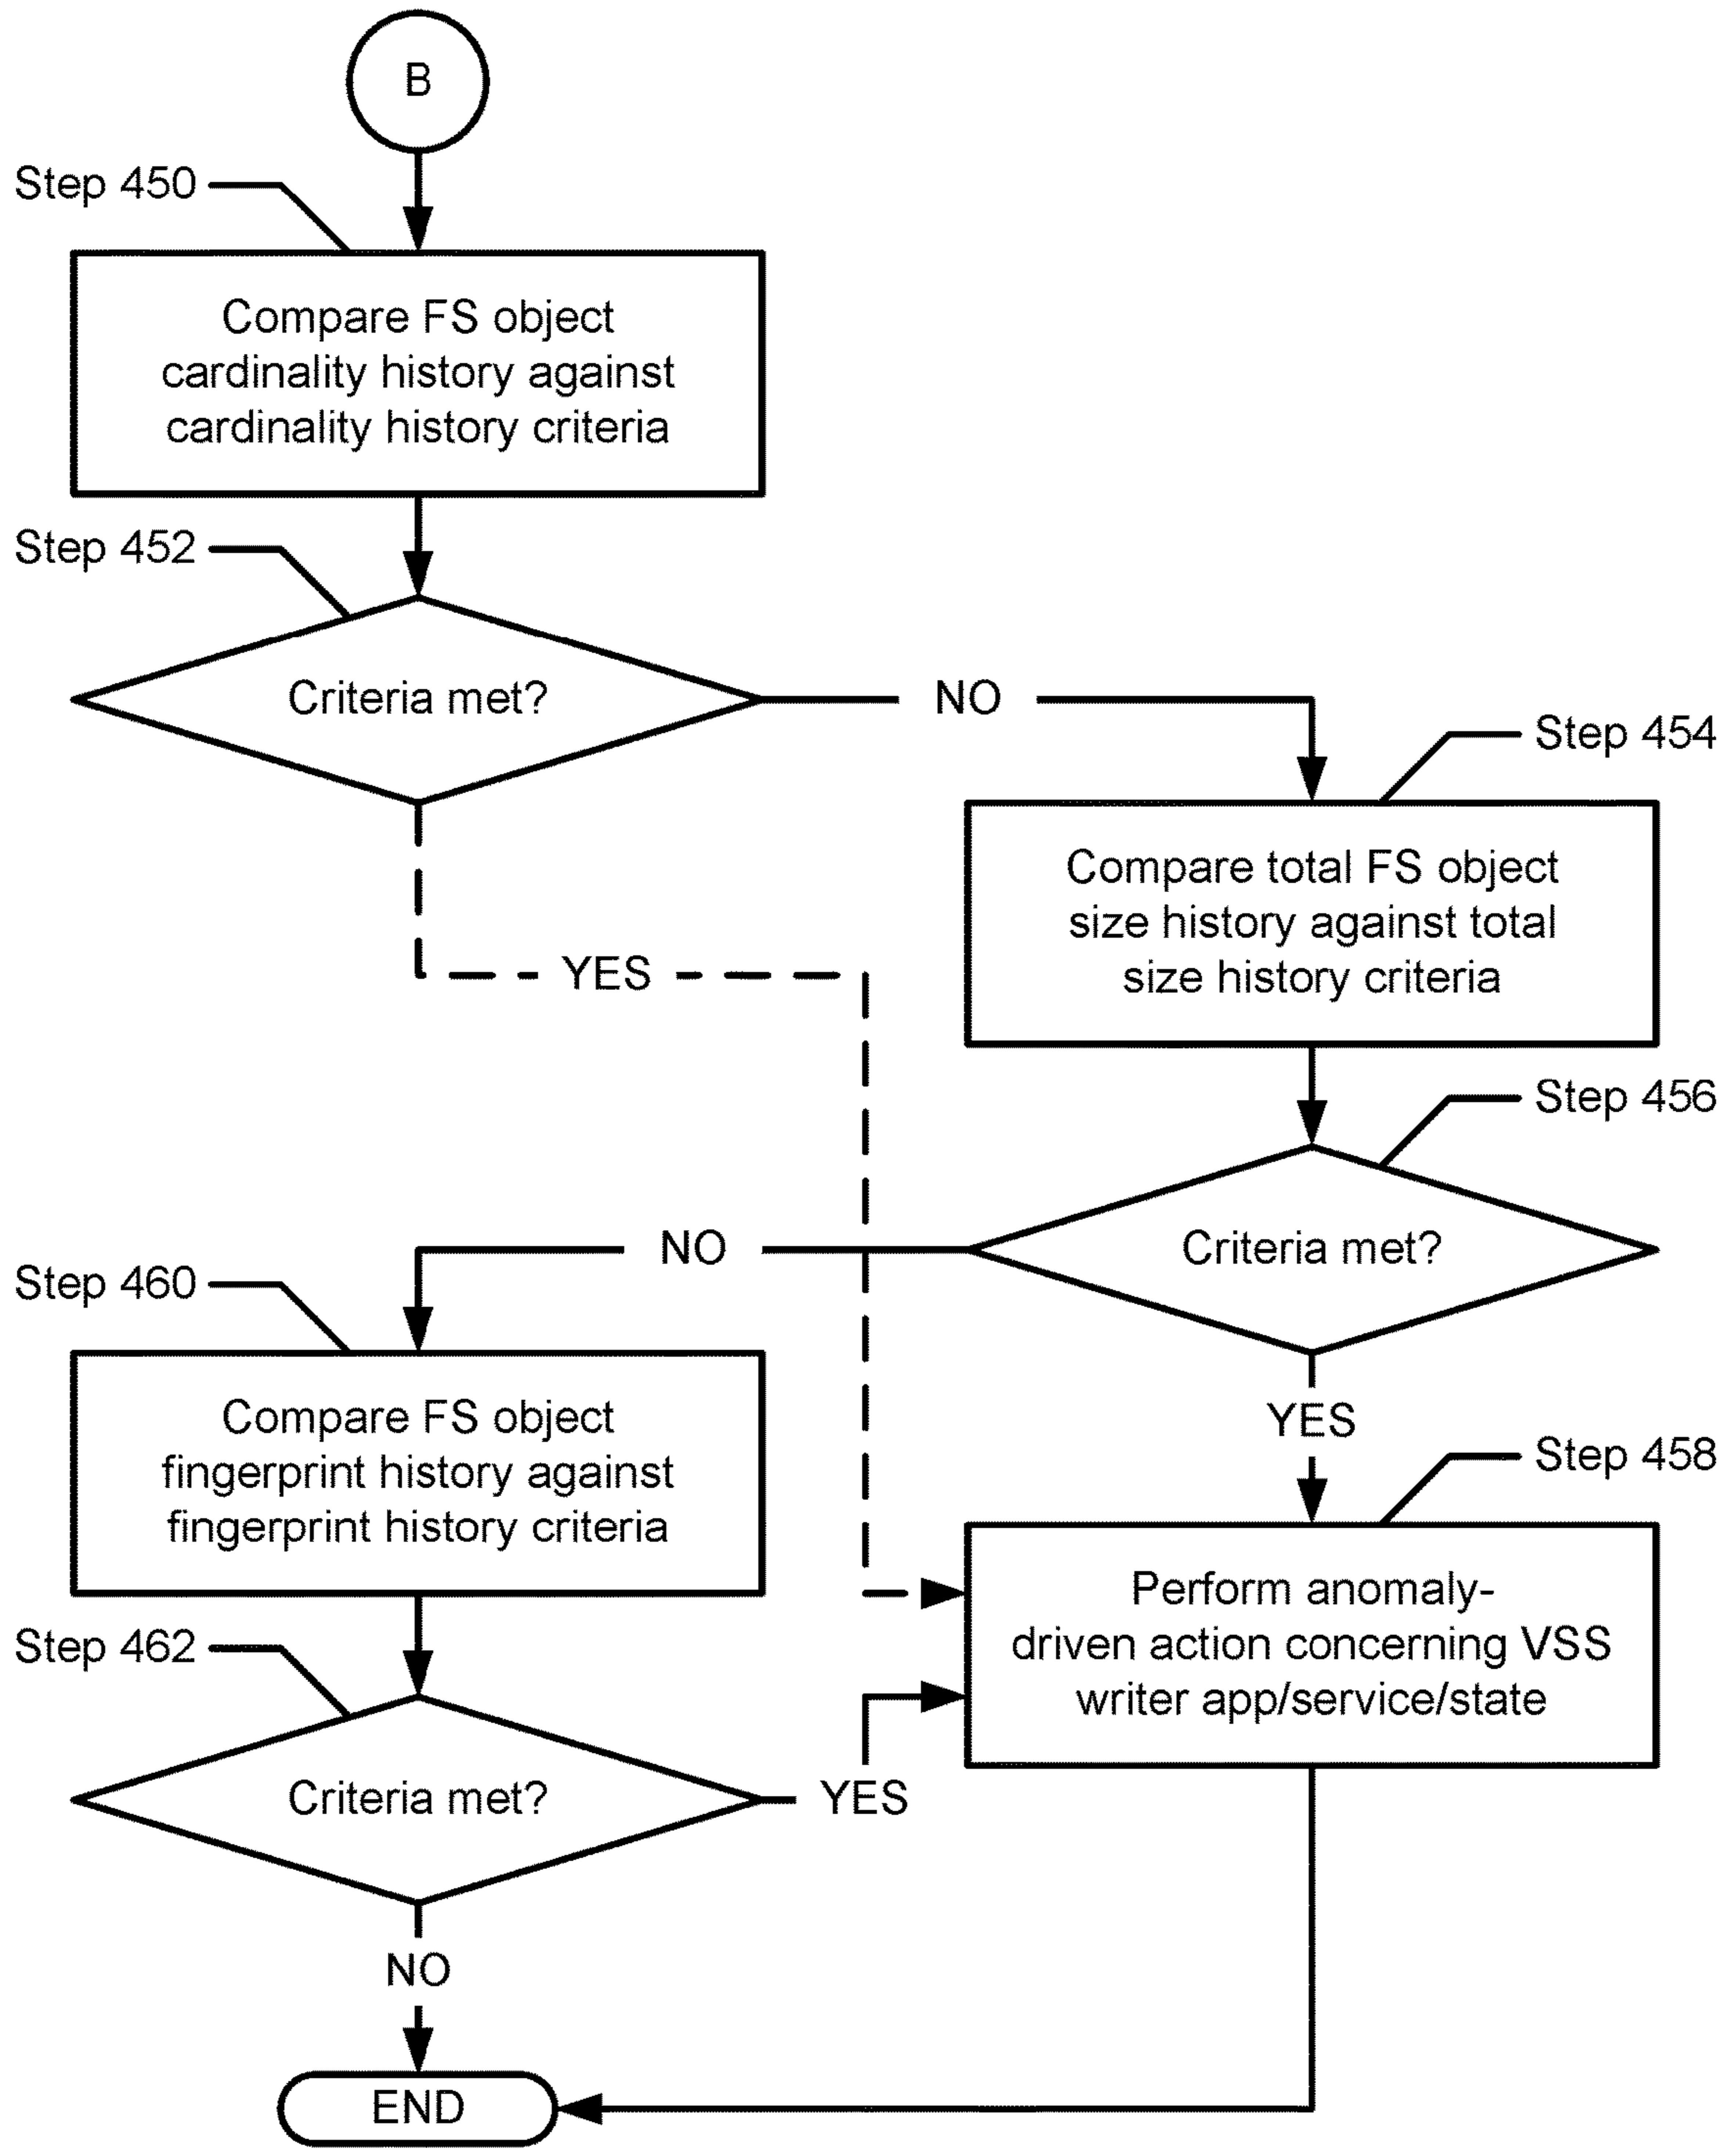 B
Step 450
Compare FS object
cardinality history against
cardinality history criteria
Step 452
Criteria met?
NO
Step 454
Compare total FS object
size history against total
size history criteria
YES
Step 456
Criteria met?
NO
Step 460
Compare FS object
fingerprint history against
fingerprint history criteria
YES
Step 458
Perform anomaly-
driven action concerning VSS
writer app/service/state
Step 462
Criteria met?
YES
NO
END